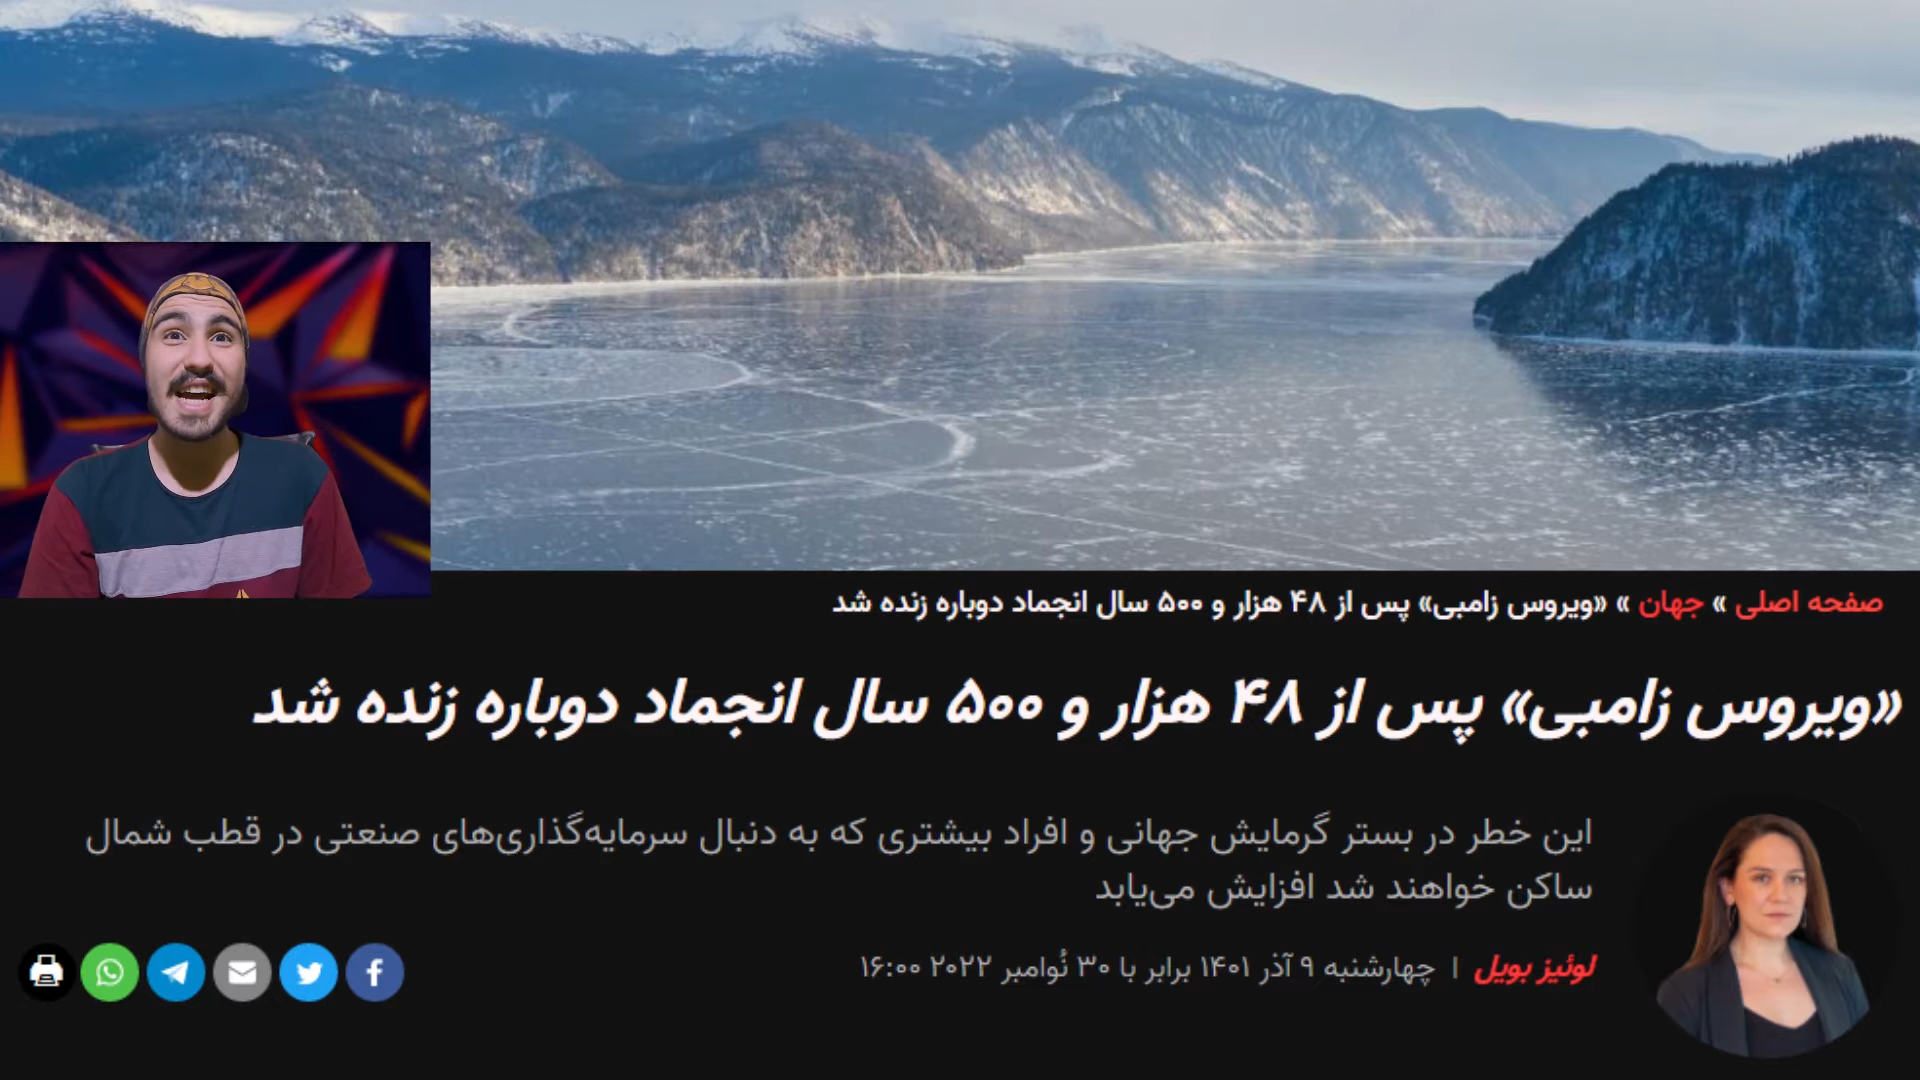 صفحه اصلی » جهان » «ویروس زامبی» پس از ۴۸ هزار و ۵۰۰ سال انجماد دوباره زنده شد
«ویروس زامبی» پس از ۴۸ هزار و ۵۰۰ سال انجماد دوباره زنده شد
این خطر در بستر گرمایش جهانی و افراد بیشتری که به دنبال سرمایه‌گذاری‌های صنعتی در قطب شمال
ساکن خواهند شد افزایش می‌یابد
لوئیز بویل | چهارشنبه ۹ آذر ۱۴۰۱ برابر با ۳۰ نُوامبر ۲۰۲۲ ۱۶:۰۰